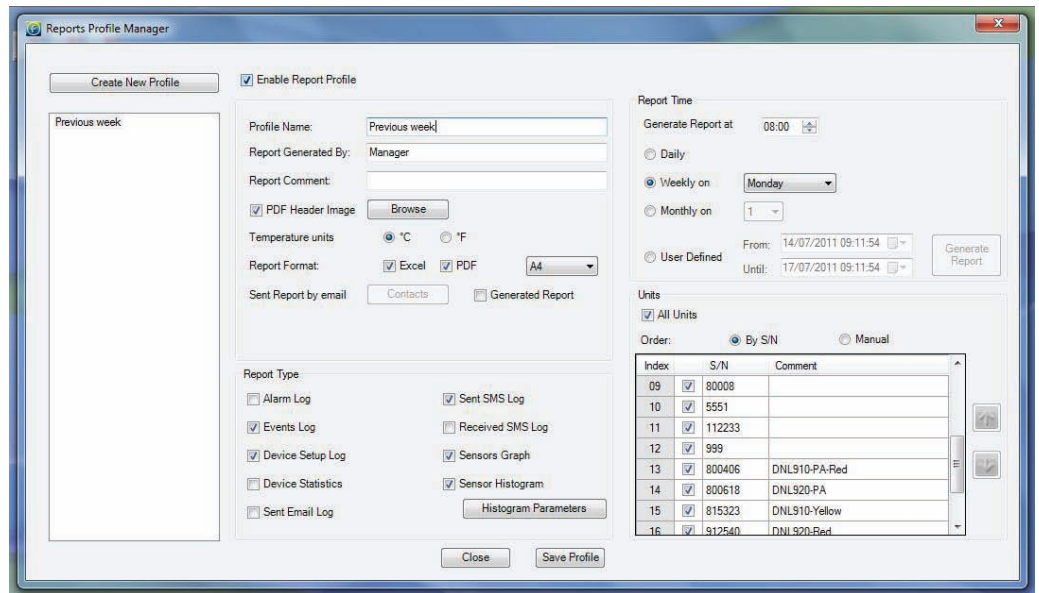 Reports Profile Manager
Create New Profile
Previous week
Enable Report Profile
Profile Name: Previous week
Report Generated By: Manager
Report Comment:
PDF Header Image Browse
Temperature units °C °F
Report Format: Excel PDF A4
Sent Report by email Contacts Generated Report
Report Type
Alarm Log Sent SMS Log
Events Log Received SMS Log
Device Setup Log Sensors Graph
Device Statistics Sensor Histogram
Sent Email Log Histogram Parameters
Report Time
Generate Report at 08:00
Daily
Weekly on Monday
Monthly on 1
User Defined From: 14/07/2011 09:11:54
Until: 17/07/2011 09:11:54
Generate
Report
Units
All Units
Order: By S/N Manual
Index S/N Comment
09 80008
10 5551
11 112233
12 999
13 800406 DNL910-PA-Red
14 800618 DNL920-PA
15 815323 DNL910-Yellow
16 912540 DNL920-Red
Close Save Profile